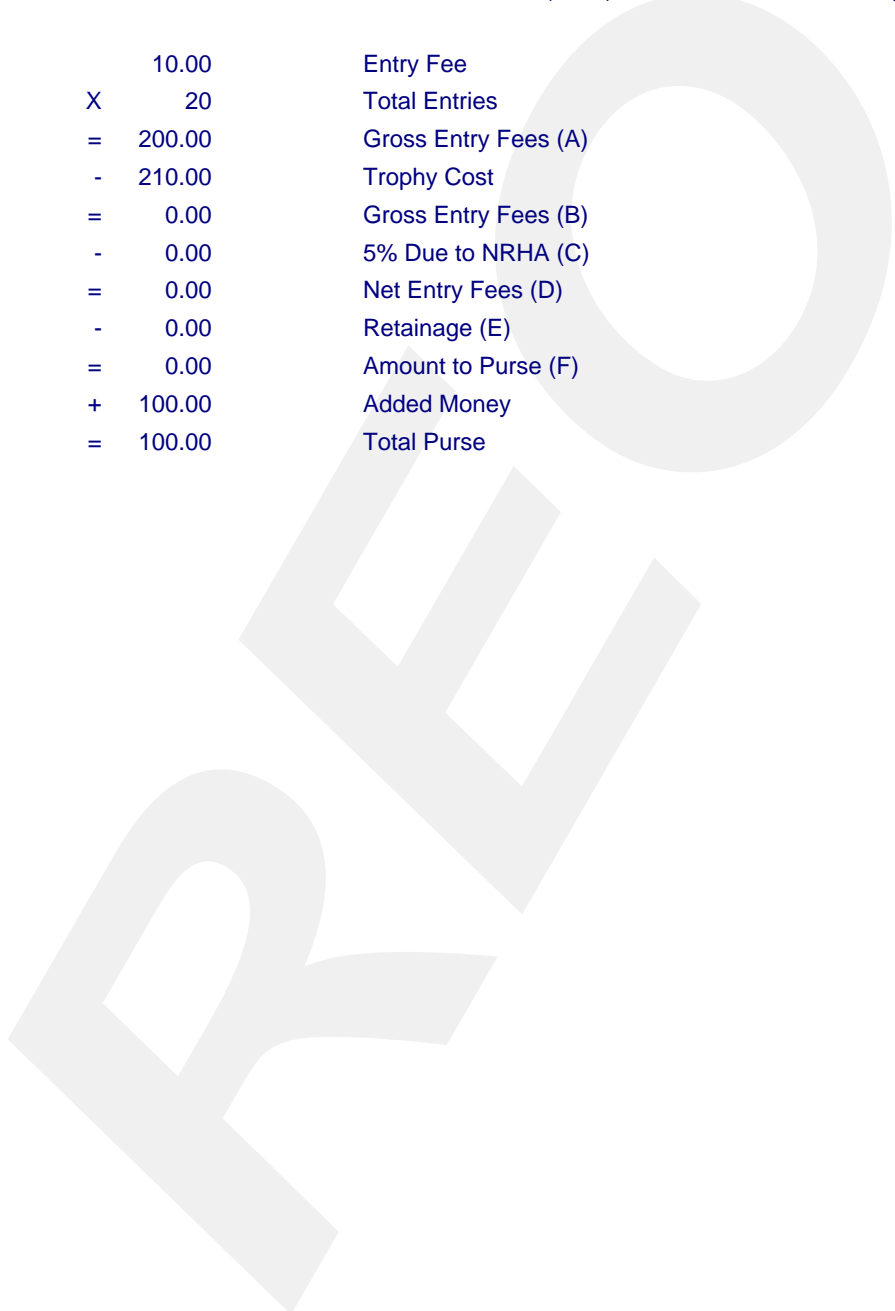 10.00 Entry Fee
X 20 Total Entries
= 200.00 Gross Entry Fees (A)
- 210.00 Trophy Cost
= 0.00 Gross Entry Fees (B)
- 0.00 5% Due to NRHA (C)
= 0.00 Net Entry Fees (D)
- 0.00 Retainage (E)
= 0.00 Amount to Purse (F)
+ 100.00 Added Money
= 100.00 Total Purse
REO